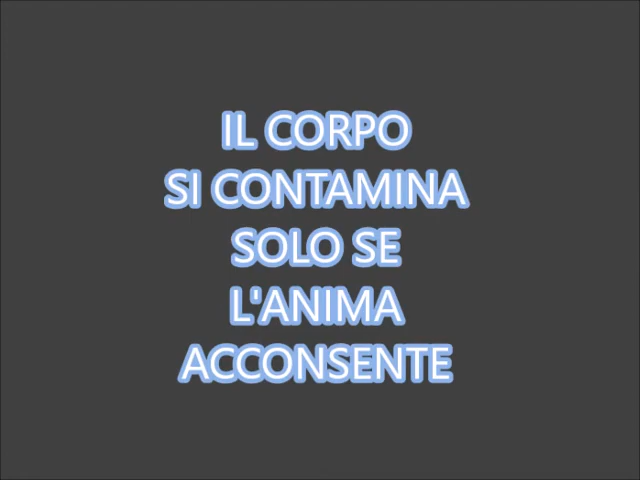 IL CORPO
SI CONTAMINA
SOLO SE
L'ANIMA
ACCONSENTE